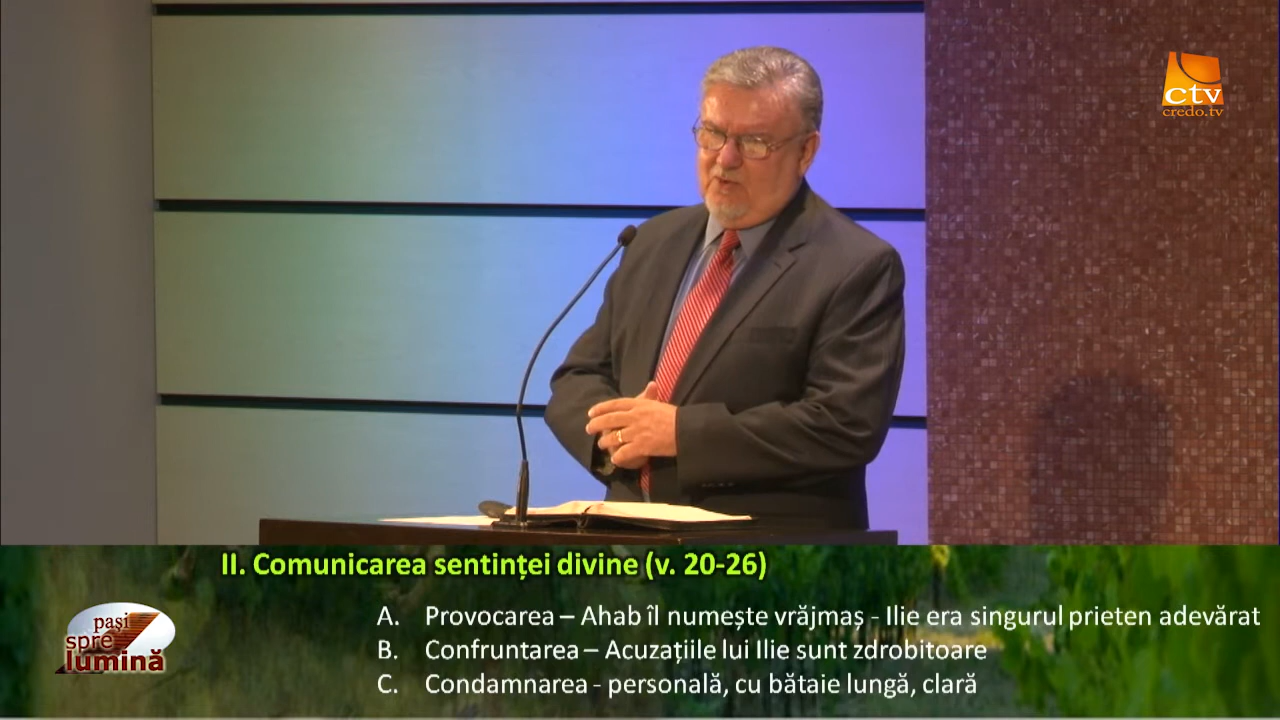 ctv
credo.tv
II. Comunicarea sentinței divine (v. 20-26)
A. Provocarea – Ahab îl numește vrăjmaș - Ilie era singurul prieten adevărat
B. Confruntarea – Acuzațiile lui Ilie sunt zdrobitoare
C. Condamnarea - personală, cu bătaie lungă, clară
pași
spre
lumină